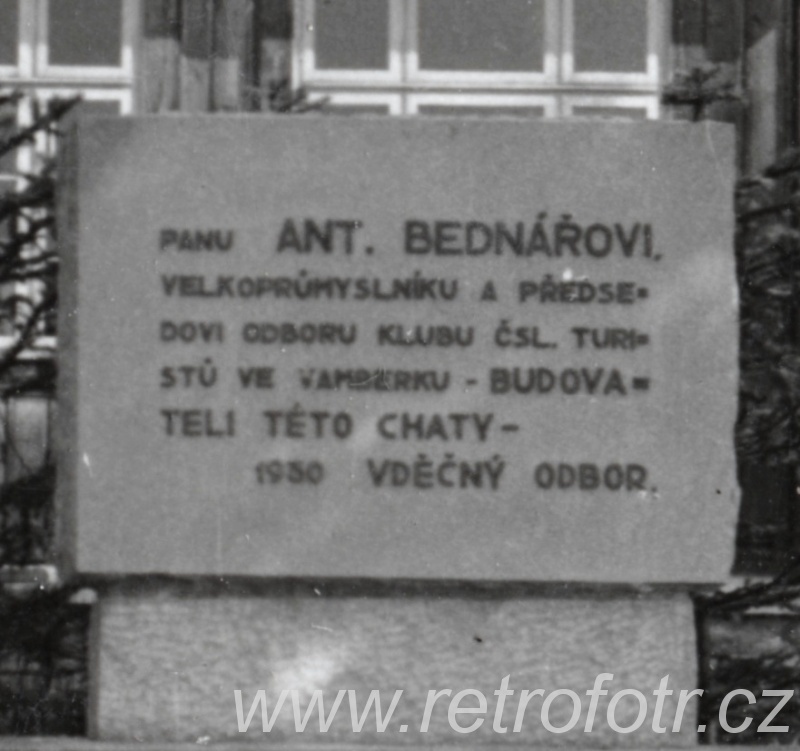 PANU ANT. BEDNÁŘOVI,
VELKOPRŮMYSLNÍKU A PŘEDSE=
DOVI ODBORU KLUBU ČSL. TURI=
STŮ VE VAMBERKU - BUDOVA=
TELI TÉTO CHATY -
1930 VDĚČNÝ ODBOR.
www.retrofotr.cz